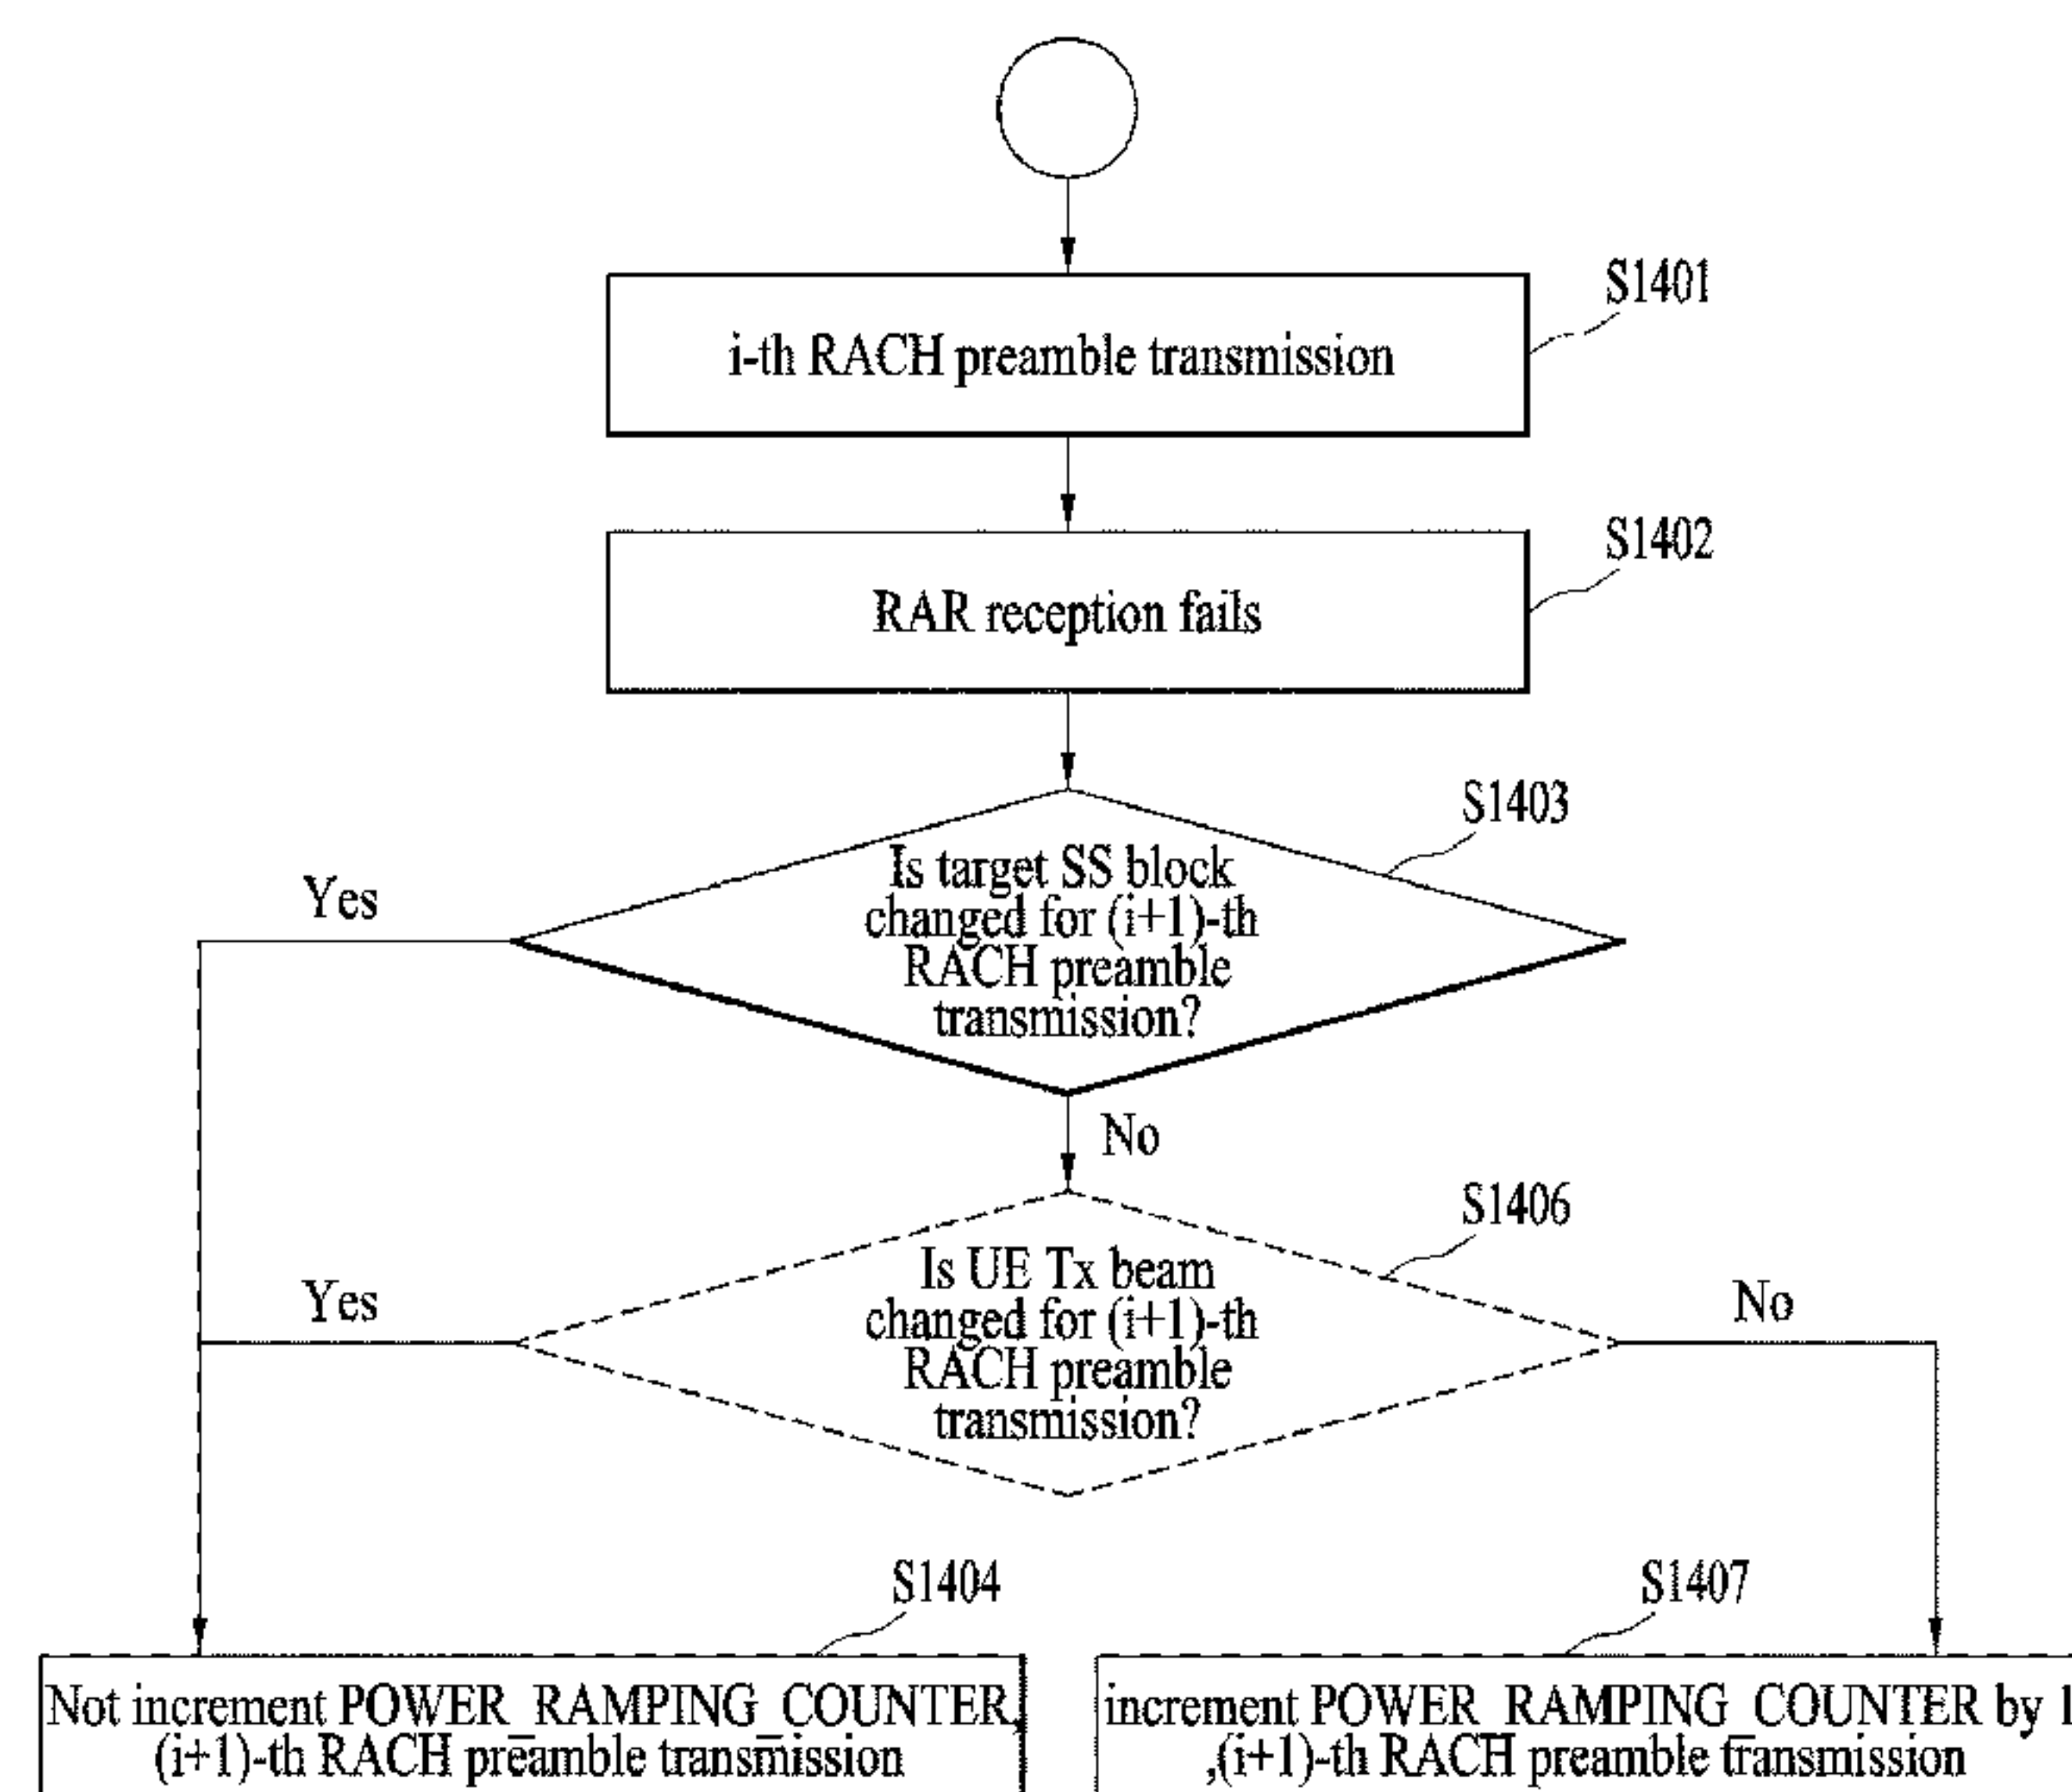 S1401
i-th RACH preamble transmission
S1402
RAR reception fails
S1403
Is target SS block
changed for (i+1)-th
RACH preamble
transmission?
Yes
No
S1406
Is UE Tx beam
changed for (i+1)-th
RACH preamble
transmission?
Yes
No
S1404
Not increment POWER_RAMPING_COUNTER,
(i+1)-th RACH preamble transmission
S1407
increment POWER_RAMPING_COUNTER by 1
,(i+1)-th RACH preamble transmission